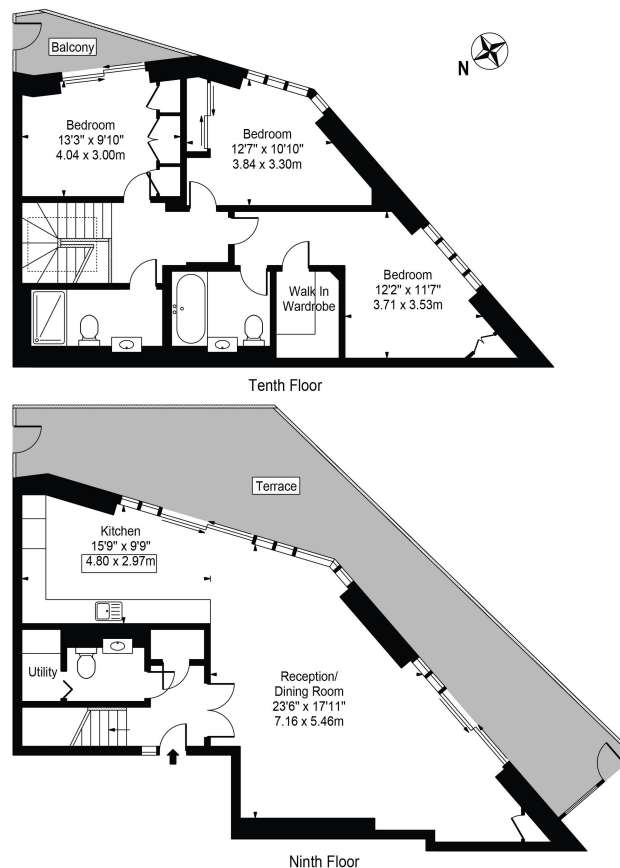 Balcony
N
Bedroom
13'3" x 9'10"
4.04 x 3.00m
Bedroom
12'7" x 10'10"
3.84 x 3.30m
Bedroom
12'2" x 11'7"
3.71 x 3.53m
Walk In
Wardrobe
Tenth Floor
Terrace
Kitchen
15'9" x 9'9"
4.80 x 2.97m
Utility
Reception/
Dining Room
23'6" x 17'11"
7.16 x 5.46m
Ninth Floor